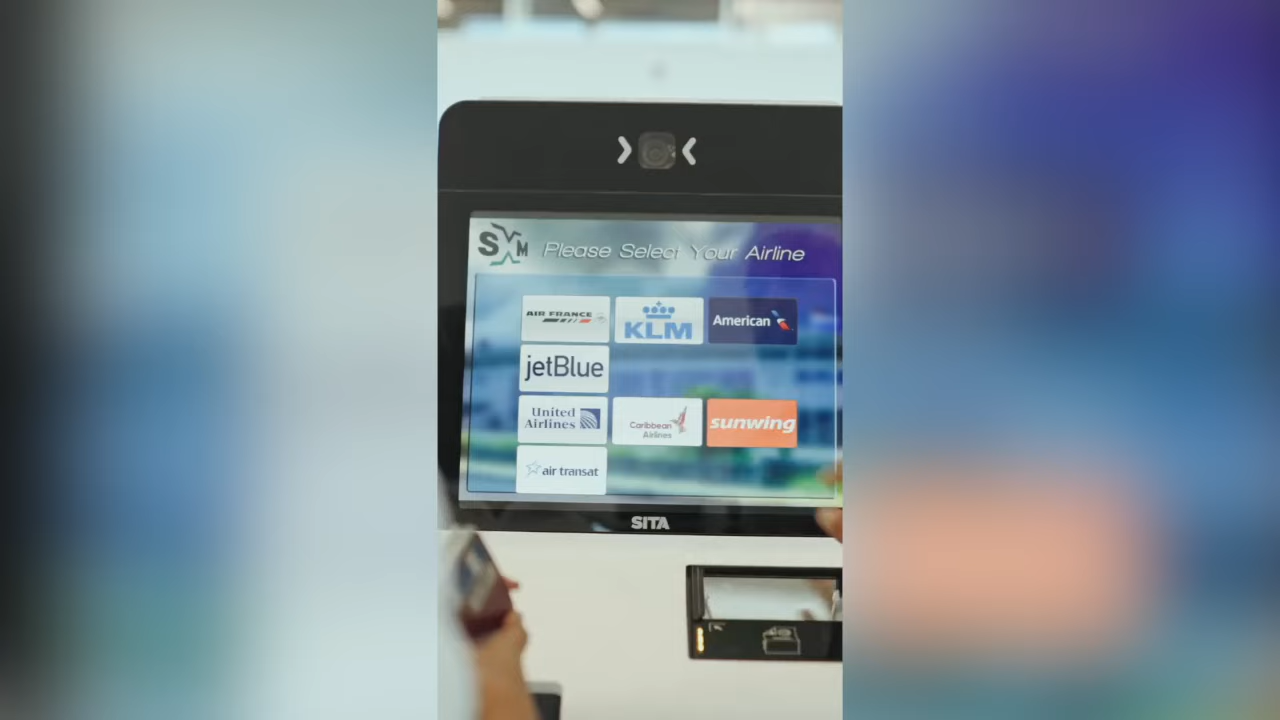 SXM
Please Select Your Airline
AIR FRANCE
KLM
American
jetBlue
United
Airlines
Caribbean
Airlines
sunwing
air transat
SITA